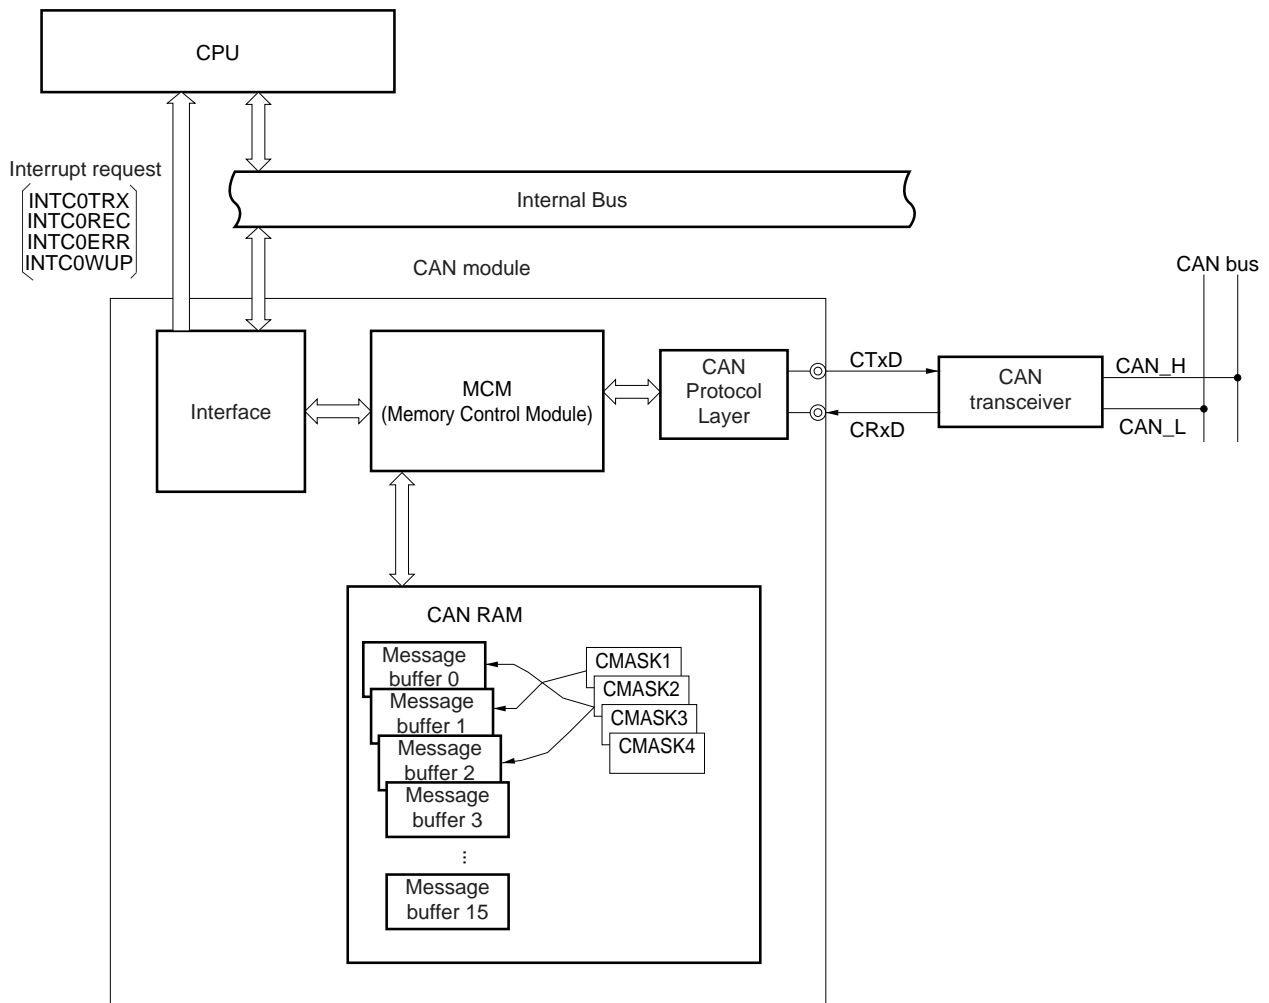 CPU
Interrupt request
INTC0TRX
INTC0REC
INTC0ERR
INTC0WUP
Internal Bus
CAN module
CAN bus
Interface
MCM
(Memory Control Module)
CAN
Protocol
Layer
CTxD
CRxD
CAN
transceiver
CAN_H
CAN_L
CAN RAM
Message
buffer 0
Message
buffer 1
Message
buffer 2
Message
buffer 3
...
Message
buffer 15
CMASK1
CMASK2
CMASK3
CMASK4